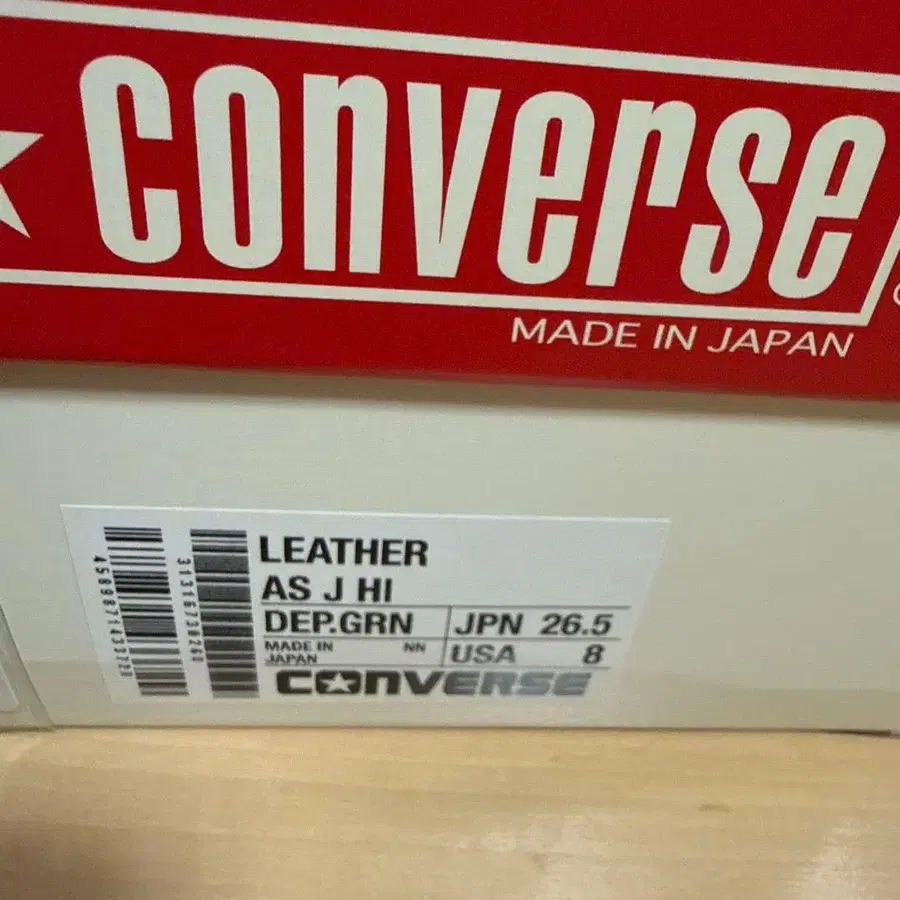 CONVERSE
MADE IN JAPAN
LEATHER
AS J HI
DEP.GRN JPN 26.5
MADE IN JAPAN NN USA 8
CONVERSE